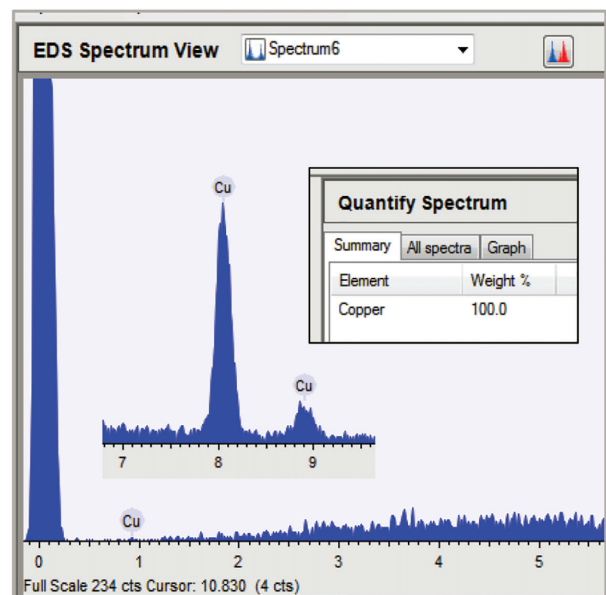 EDS Spectrum View
Spectrum6
Cu
Quantify Spectrum
Summary All spectra Graph
Element Weight %
Copper 100.0
Cu
7 8 9
Cu
0 1 2 3 4 5
Full Scale 234 cts Cursor: 10.830 (4 cts)